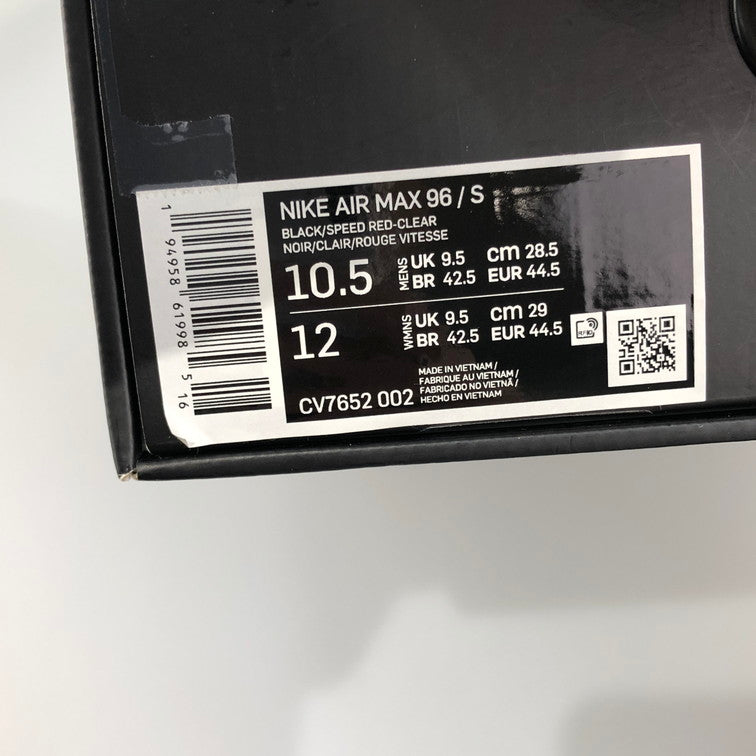 NIKE AIR MAX 96 / S
BLACK/SPEED RED-CLEAR
NOIR/CLAIR/ROUGE VITESSE
10.5 MENS UK 9.5 cm 28.5
BR 42.5 EUR 44.5
12 WMNS UK 9.5 cm 29
BR 42.5 EUR 44.5
RFID
CV7652 002
MADE IN VIETNAM /
FABRIQUE AU VIETNAM /
FABRICADO NO VIETNÃ /
HECHO EN VIETNAM
1 94958 61998 5 16